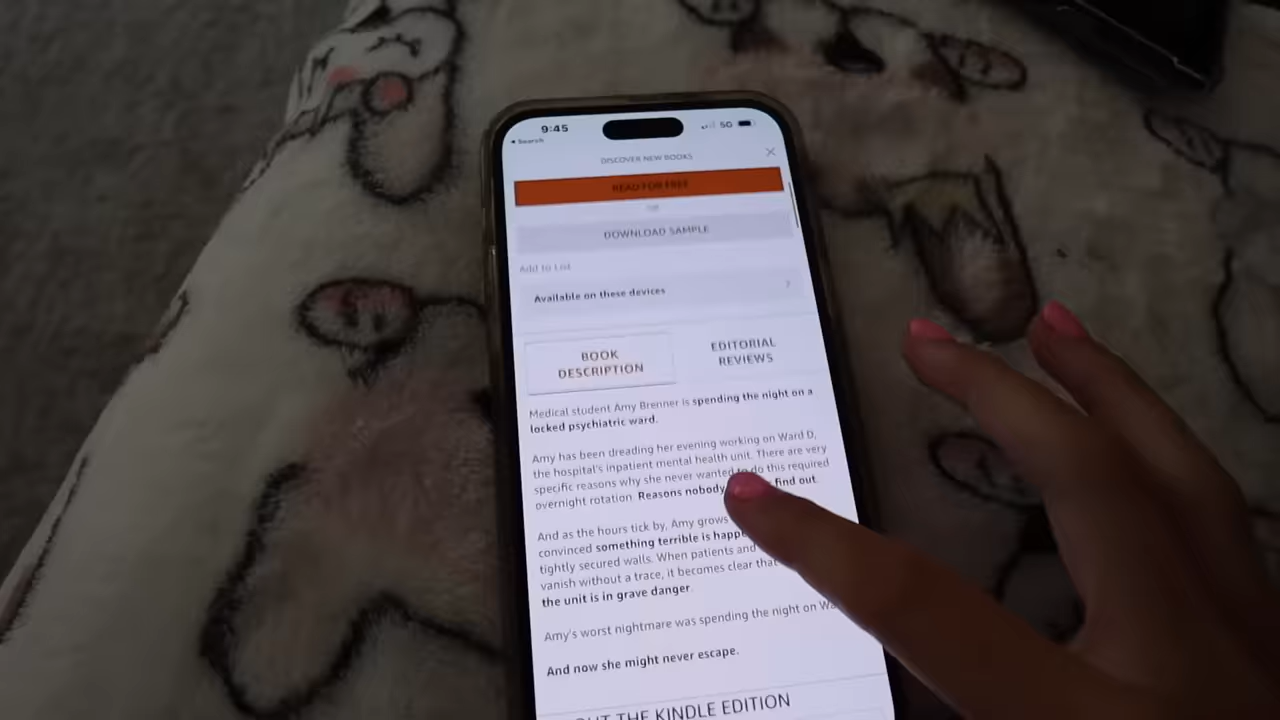 9:45
5G
Search
DISCOVER NEW BOOKS
READ FOR FREE
OR
DOWNLOAD SAMPLE
Add to List
Available on these devices
BOOK
DESCRIPTION
EDITORIAL
REVIEWS
Medical student Amy Brenner is spending the night on a
locked psychiatric ward.
Amy has been dreading her evening working on Ward D,
the hospital's inpatient mental health unit. There are very
specific reasons why she never wanted to do this required
overnight rotation. Reasons nobody find out.
And as the hours tick by, Amy grows
convinced something terrible is
tightly secured walls. When patients and
vanish without a trace, it becomes clear that
the unit is in grave danger.
Amy's worst nightmare was spending the night on
And now she might never escape.
THE KINDLE EDITION